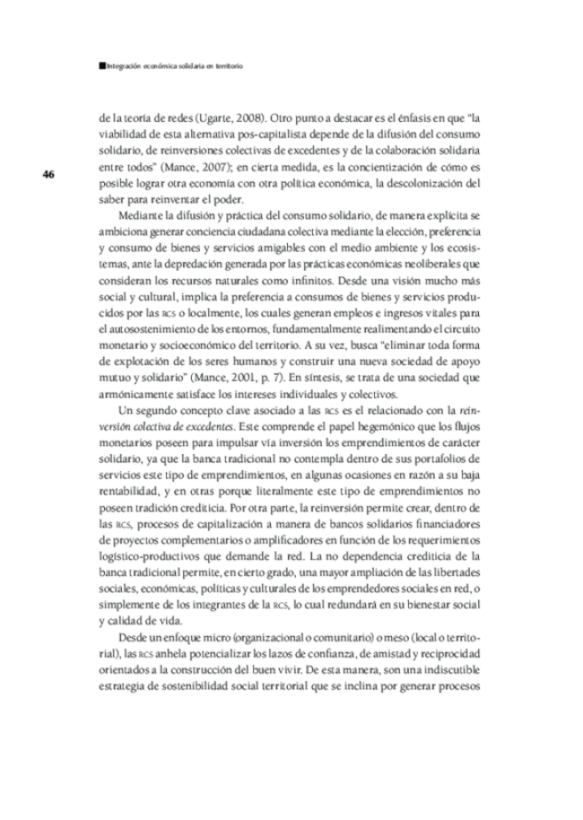 Integración económica solidaria en territorio
de la teoría de redes (Ugarte, 2008). Otro punto a destacar es el énfasis en que “la
viabilidad de esta alternativa pos-capitalista depende de la difusión del consumo
solidario, de reinversiones colectivas de excedentes y de la colaboración solidaria
entre todos” (Mance, 2007); en cierta medida, es la concientización de cómo es
46
posible lograr otra economía con otra política económica, la descolonización del
saber para reinventar el poder.
Mediante la difusión y práctica del consumo solidario, de manera explícita se
ambiciona generar conciencia ciudadana colectiva mediante la elección, preferencia
y consumo de bienes y servicios amigables con el medio ambiente y los ecosis-
temas, ante la depredación generada por las prácticas económicas neoliberales que
consideran los recursos naturales como infinitos. Desde una visión mucho más
social y cultural, implica la preferencia a consumos de bienes y servicios produ-
cidos por las RCS o localmente, los cuales generan empleos e ingresos vitales para
el autosostenimiento de los entornos, fundamentalmente realimentando el circuito
monetario y socioeconómico del territorio. A su vez, busca “eliminar toda forma
de explotación de los seres humanos y construir una nueva sociedad de apoyo
mutuo y solidario” (Mance, 2001, p. 7). En síntesis, se trata de una sociedad que
armónicamente satisface los intereses individuales y colectivos.
Un segundo concepto clave asociado a las RCS es el relacionado con la rein-
versión colectiva de excedentes. Este comprende el papel hegemónico que los flujos
monetarios poseen para impulsar vía inversión los emprendimientos de carácter
solidario, ya que la banca tradicional no contempla dentro de sus portafolios de
servicios este tipo de emprendimientos, en algunas ocasiones en razón a su baja
rentabilidad, y en otras porque literalmente este tipo de emprendimientos no
poseen tradición crediticia. Por otra parte, la reinversión permite crear, dentro de
las RCS, procesos de capitalización a manera de bancos solidarios financiadores
de proyectos complementarios o amplificadores en función de los requerimientos
logístico-productivos que demande la red. La no dependencia crediticia de la
banca tradicional permite, en cierto grado, una mayor ampliación de las libertades
sociales, económicas, políticas y culturales de los emprendedores sociales en red, o
simplemente de los integrantes de la RCS, lo cual redundará en su bienestar social
y calidad de vida.
Desde un enfoque micro (organizacional o comunitario) o meso (local o territo-
rial), las RCS anhela potencializar los lazos de confianza, de amistad y reciprocidad
orientados a la construcción del buen vivir. De esta manera, son una indiscutible
estrategia de sostenibilidad social territorial que se inclina por generar procesos